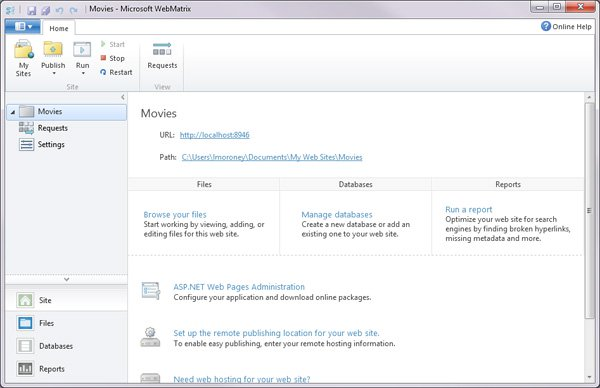 Movies - Microsoft WebMatrix
Home
Online Help
My Sites
Publish
Run
Start
Stop
Restart
Requests
Site
View
Movies
Requests
Settings
Site
Files
Databases
Reports
Movies
URL: http://localhost:8946
Path: C:\Users\lmoroney\Documents\My Web Sites\Movies
Files
Databases
Reports
Browse your files
Start working by viewing, adding, or
editing files for this web site.
Manage databases
Create a new database or add an
existing one to your web site.
Run a report
Optimize your web site for search
engines by finding broken hyperlinks,
missing metadata and more.
ASP.NET Web Pages Administration
Configure your application and download online packages.
Set up the remote publishing location for your web site.
To enable easy publishing, enter your remote hosting information.
Need web hosting for your web site?